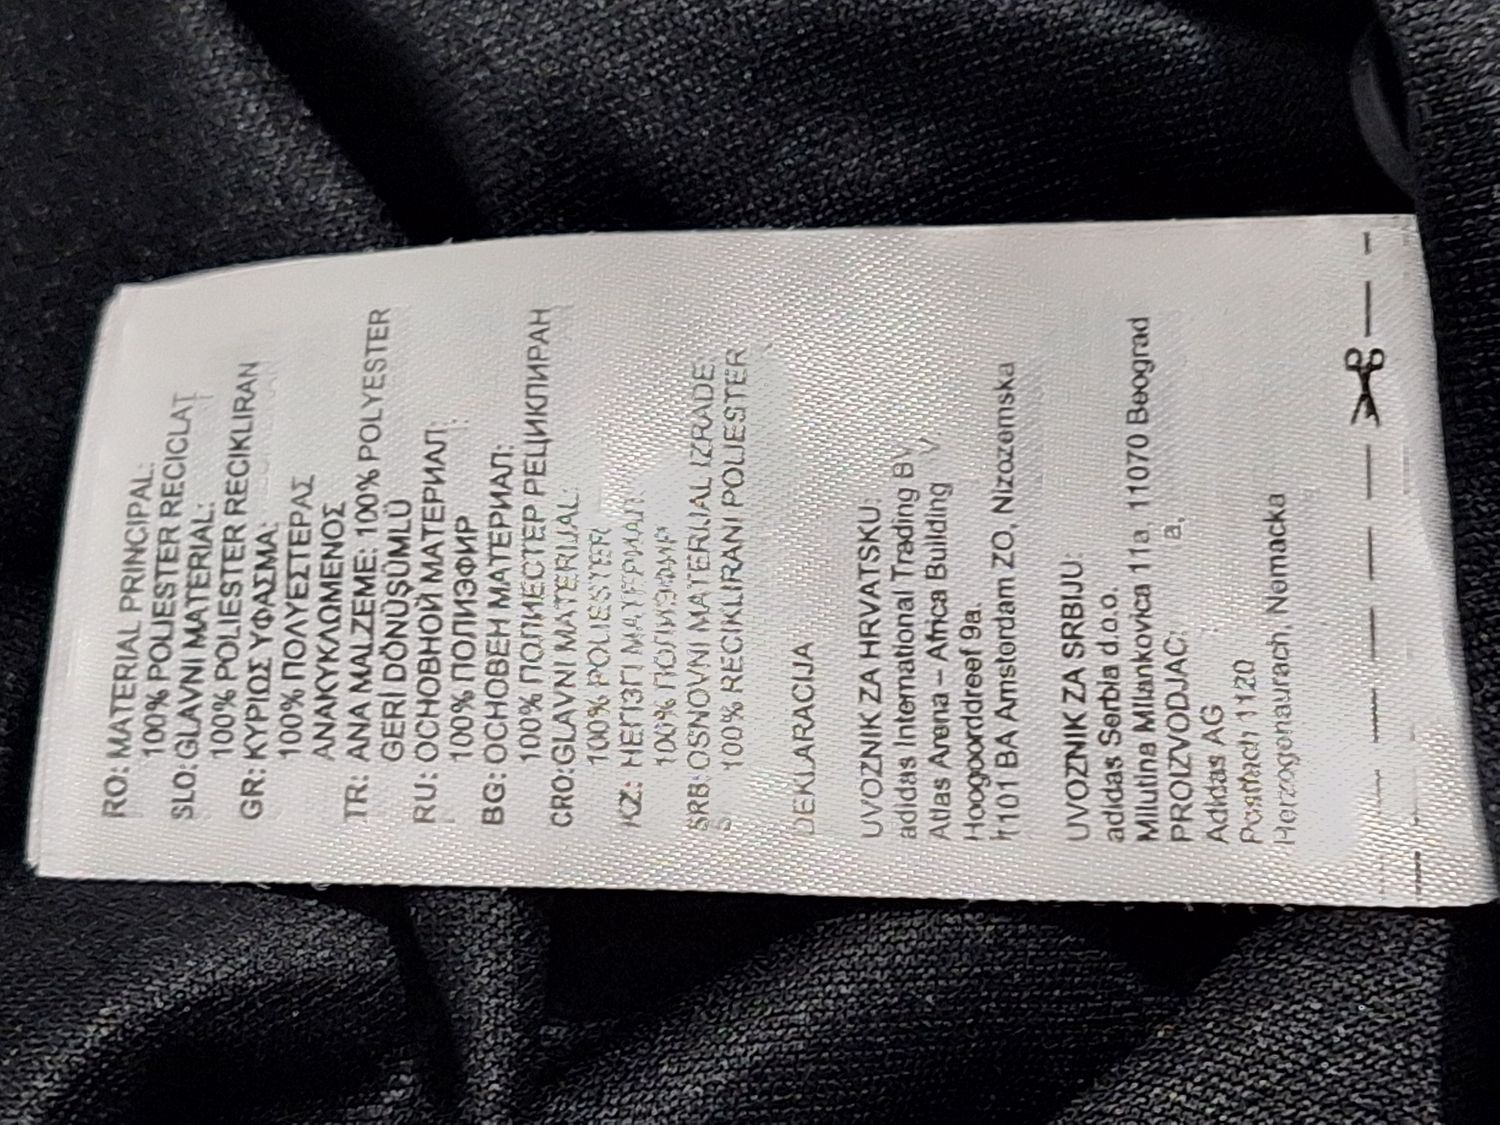 RO: MATERIAL PRINCIPAL:
100% POLIESTER RECICLAT
SLO: GLAVNI MATERIAL:
100% POLIESTER RECIKLIRAN
GR: ΚΥΡΙΟΣ ΥΦΑΣΜΑ:
100% ΠΟΛΥΕΣΤΕΡΑΣ
ΑΝΑΚΥΚΛΩΜΕΝΟΣ
TR: ANA MALZEME: 100% POLYESTER
GERİ DÖNÜŞÜMLÜ
RU: ОСНОВНОЙ МАТЕРИАЛ:
100% ПОЛИЭФИР
BG: ОСНОВЕН МАТЕРИАЛ:
100% ПОЛИЕСТЕР РЕЦИКЛИРАН
CRO: GLAVNI MATERIJAL:
100% POLIESTER
KZ: НЕГІЗГІ МАТЕРИАЛ:
100% ПОЛИЭФИР
SRB: OSNOVNI MATERIJAL IZRADE:
100% RECIKLIRANI POLIESTER
DEKLARACIJA
UVOZNIK ZA HRVATSKU:
adidas International Trading BV
Atlas Arena – Africa Building
Hoogoorddreef 9a
1101 BA Amsterdam ZO, Nizozemska
UVOZNIK ZA SRBIJU:
adidas Serbia d.o.o.
Milutina Milankovica 11a, 11070 Beograd
PROIZVODJAC:
Adidas AG
Postfach 1120
Herzogenaurach, Nemacka